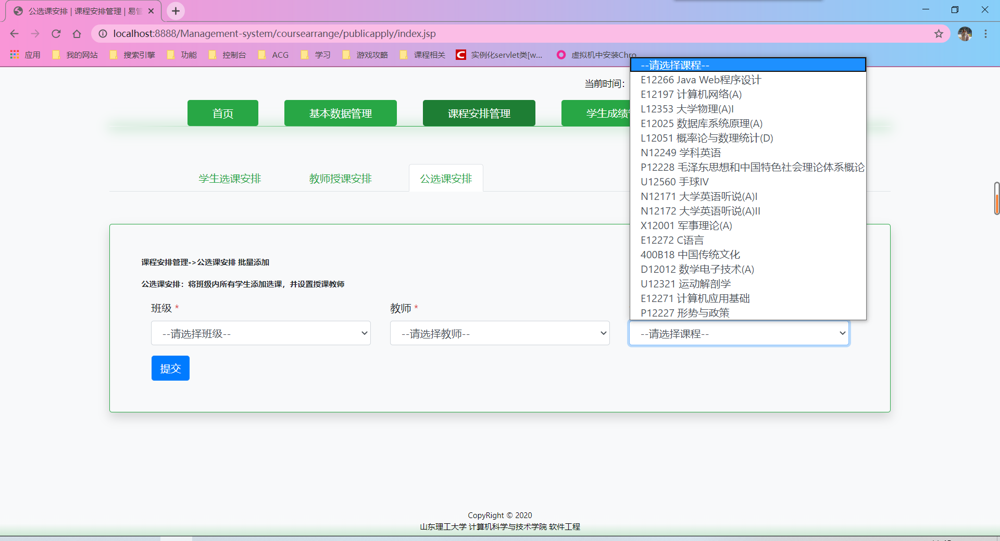 公选课安排 | 课程安排管理 | 易管
localhost:8888/Management-system/coursearrange/publicapply/index.jsp
应用 我的网站 搜索引擎 功能 控制台 ACG 学习 游戏攻略 课程相关 实例化servlet类[w... 虚拟机中安装Chro
当前时间：
首页 基本数据管理 课程安排管理 学生成绩
学生选课安排 教师授课安排 公选课安排
--请选择课程--
E12266 Java Web程序设计
E12197 计算机网络(A)
L12353 大学物理(A)I
E12025 数据库系统原理(A)
L12051 概率论与数理统计(D)
N12249 学科英语
P12228 毛泽东思想和中国特色社会理论体系概论
U12560 手球IV
N12171 大学英语听说(A)I
N12172 大学英语听说(A)II
X12001 军事理论(A)
E12272 C语言
400B18 中国传统文化
D12012 数学电子技术(A)
U12321 运动解剖学
E12271 计算机应用基础
P12227 形势与政策
课程安排管理->公选课安排 批量添加
公选课安排：将班级内所有学生添加选课，并设置授课教师
班级 * 教师 *
--请选择班级-- --请选择教师-- --请选择课程--
提交
CopyRight © 2020
山东理工大学 计算机科学与技术学院 软件工程